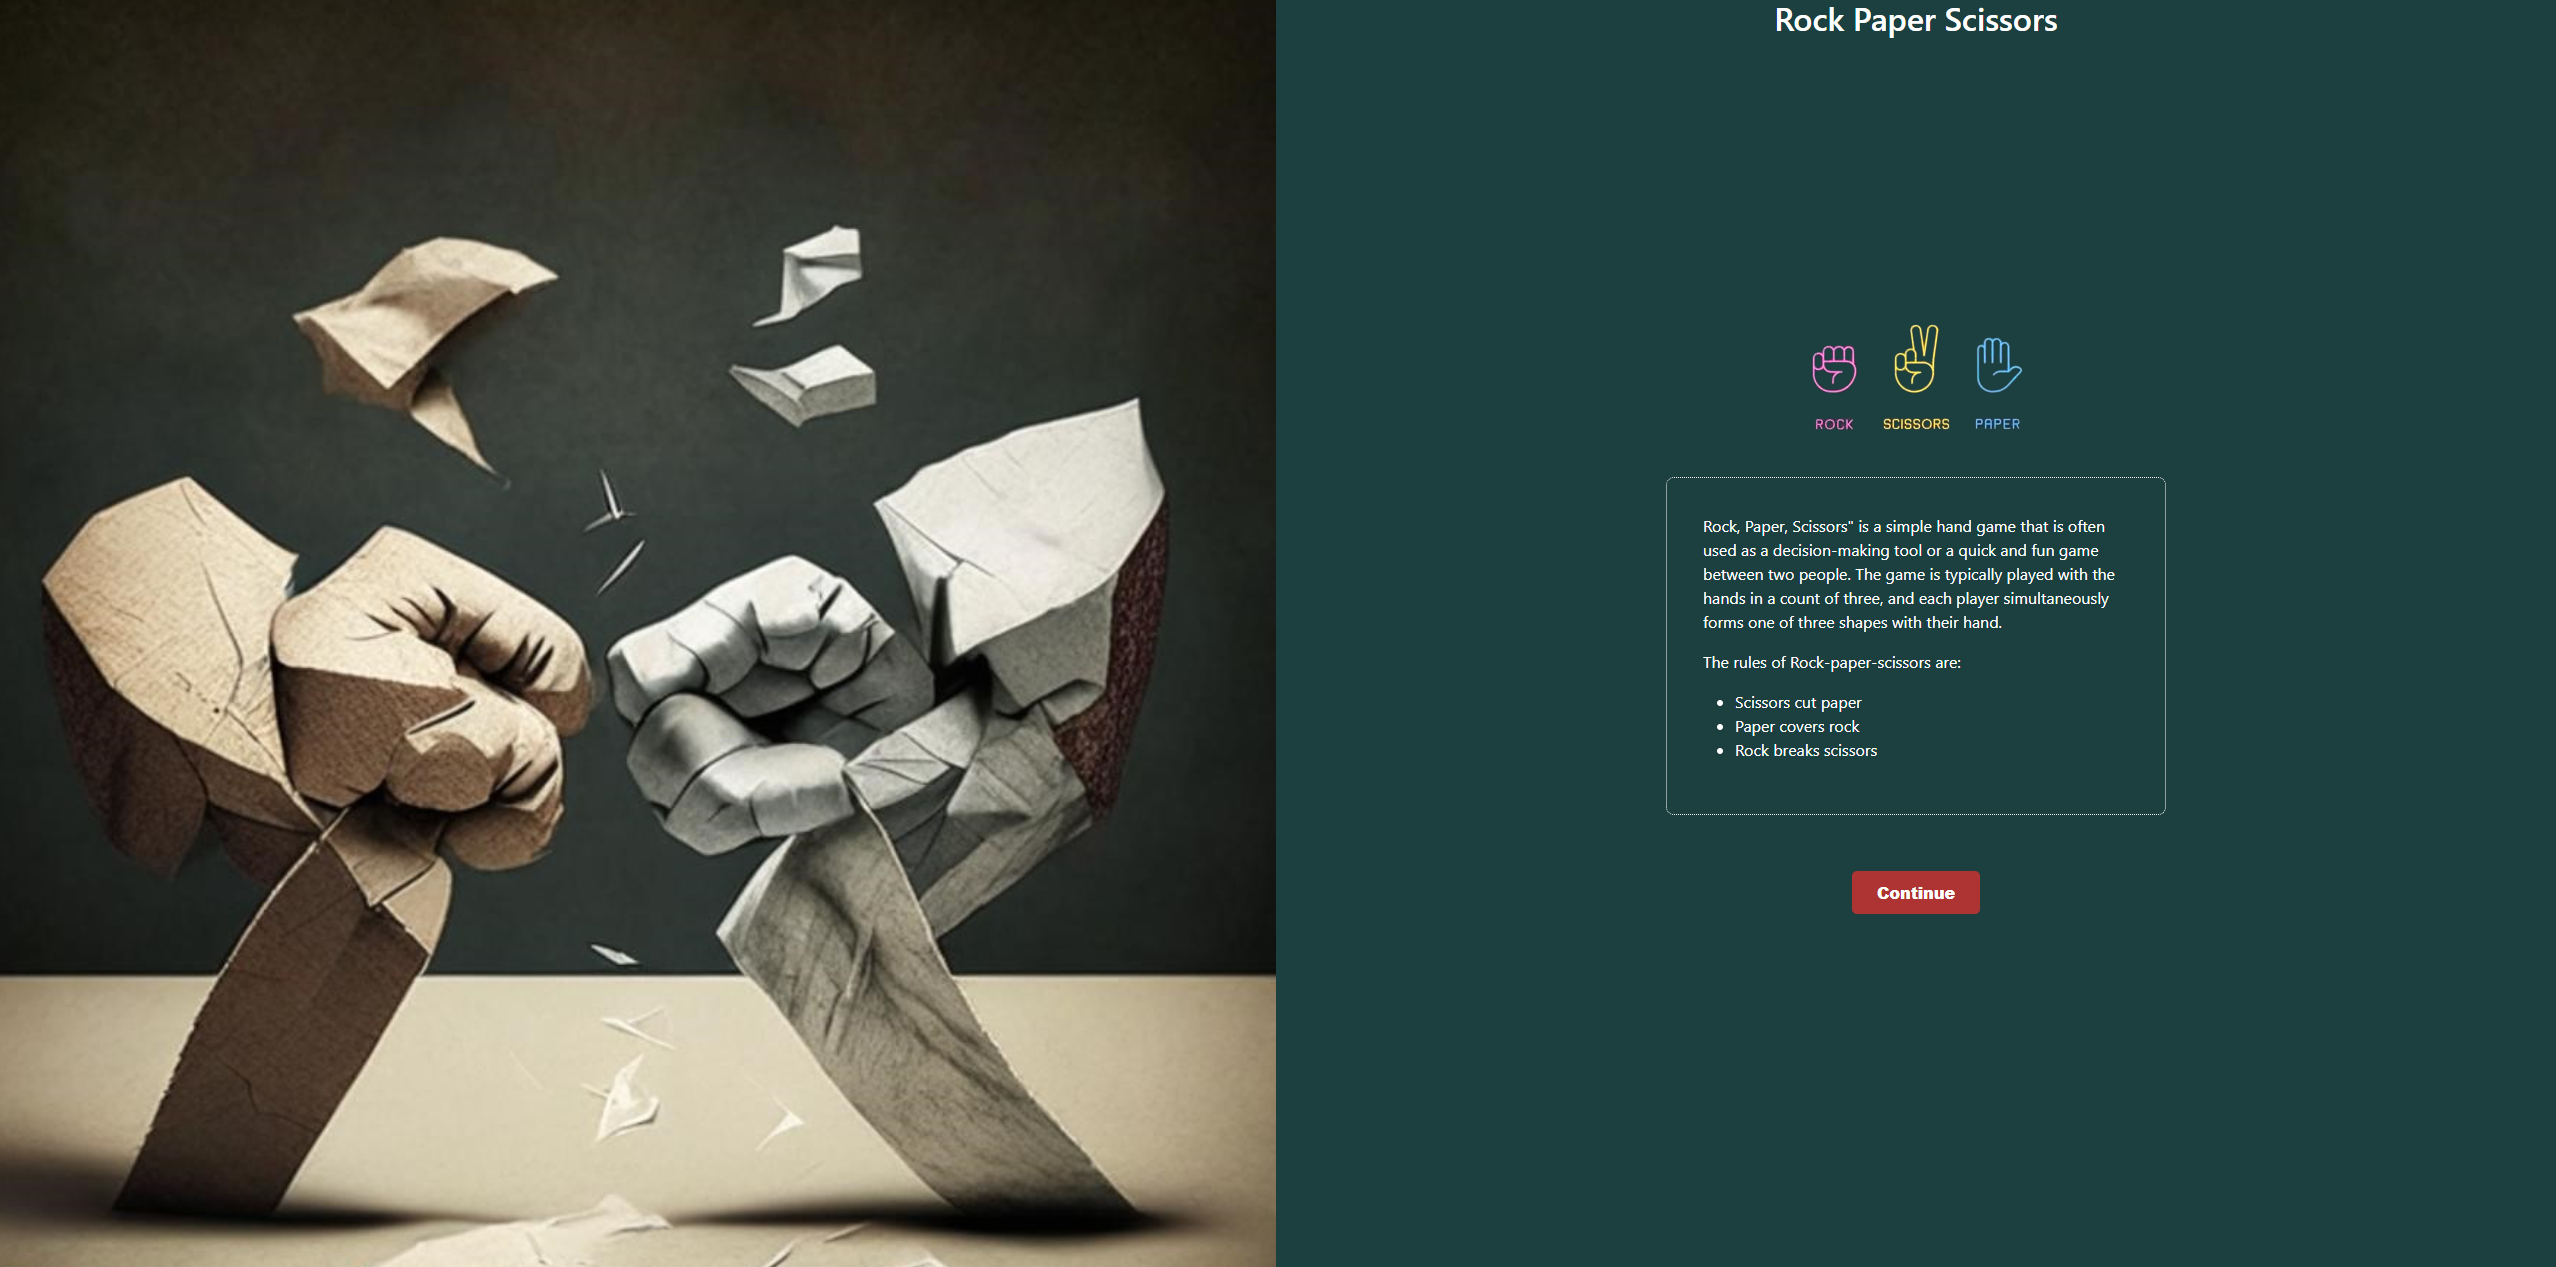 Rock Paper Scissors
ROCK SCISSORS PAPER
Rock, Paper, Scissors" is a simple hand game that is often
used as a decision-making tool or a quick and fun game
between two people. The game is typically played with the
hands in a count of three, and each player simultaneously
forms one of three shapes with their hand.
The rules of Rock-paper-scissors are:
• Scissors cut paper
• Paper covers rock
• Rock breaks scissors
Continue